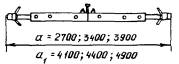 a = 2700; 3400; 3900
a₁ = 4100; 4400; 4900